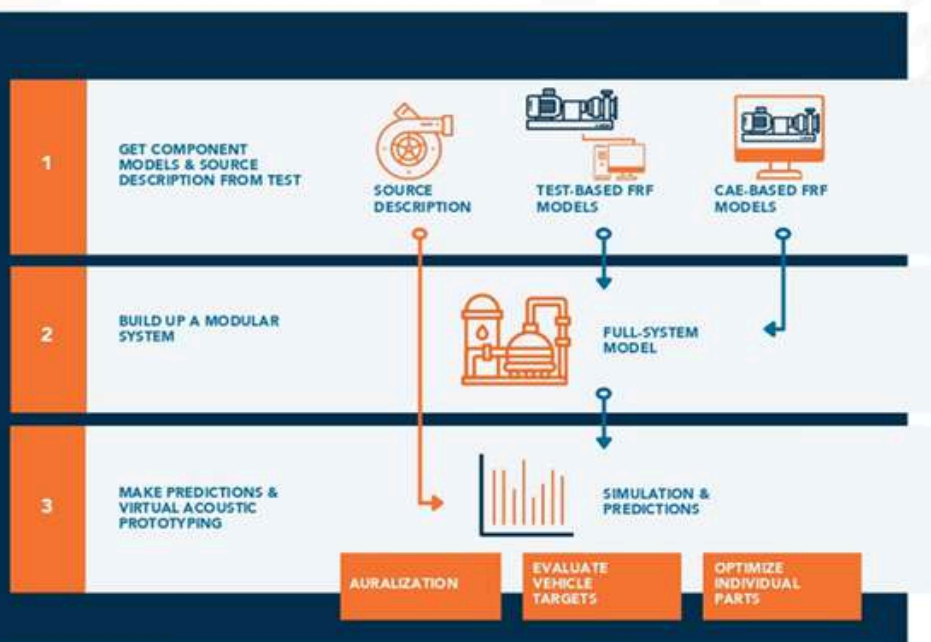 1
GET COMPONENT
MODELS & SOURCE
DESCRIPTION FROM TEST
SOURCE
DESCRIPTION
TEST-BASED FRF
MODELS
CAE-BASED FRF
MODELS
2
BUILD UP A MODULAR
SYSTEM
FULL-SYSTEM
MODEL
3
MAKE PREDICTIONS &
VIRTUAL ACOUSTIC
PROTOTYPING
SIMULATION &
PREDICTIONS
AURALIZATION
EVALUATE
VEHICLE
TARGETS
OPTIMIZE
INDIVIDUAL
PARTS